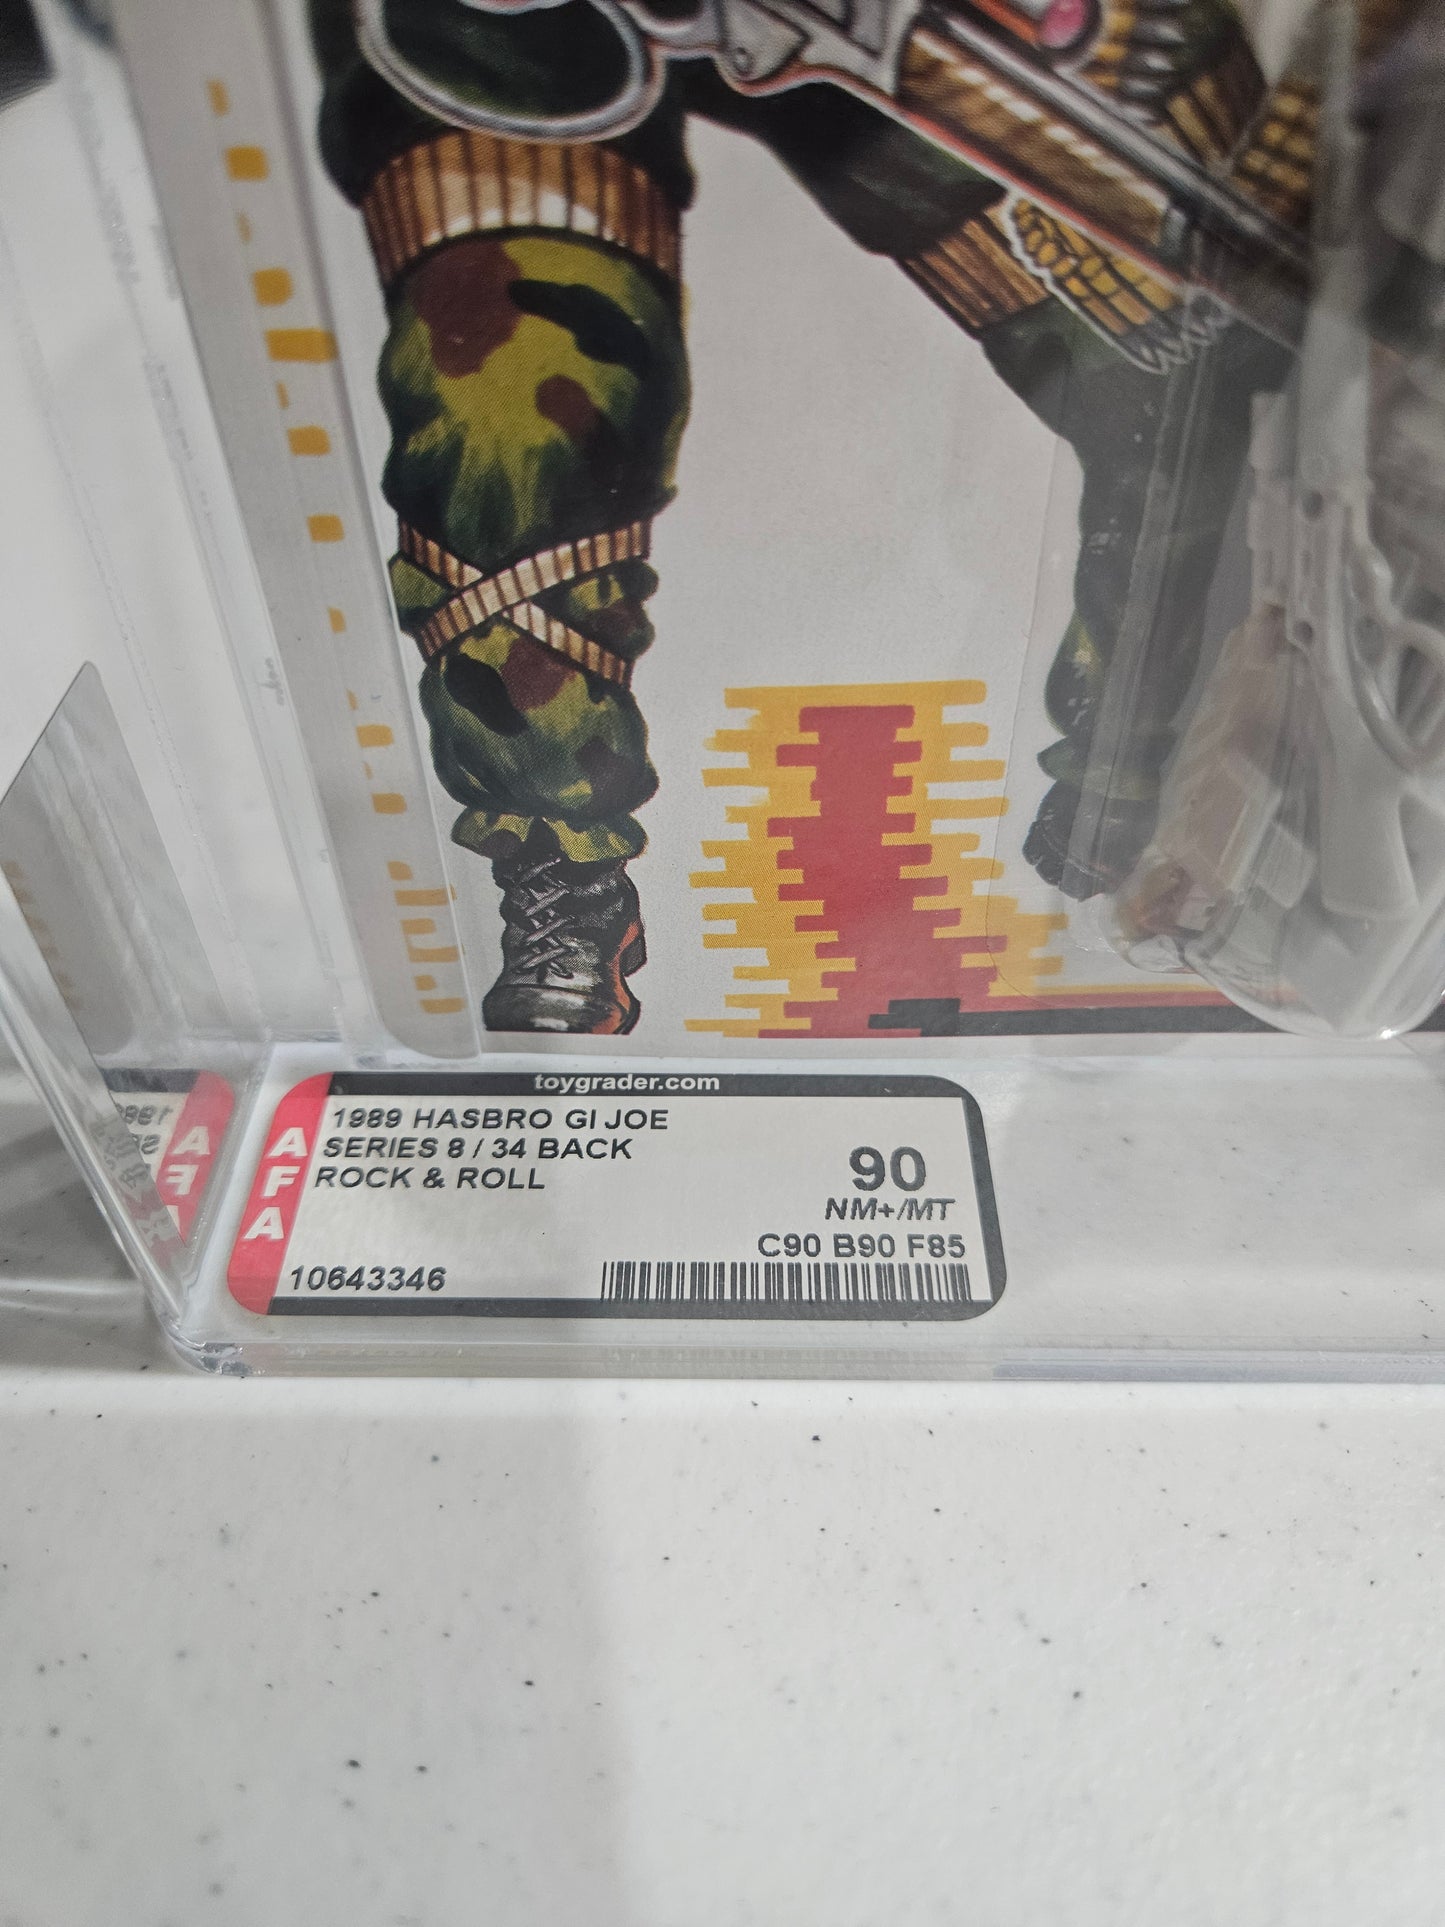 toygrader.com
AFA
1989 HASBRO GI JOE
SERIES 8 / 34 BACK
ROCK & ROLL
90
NM+/MT
C90 B90 F85
10643346